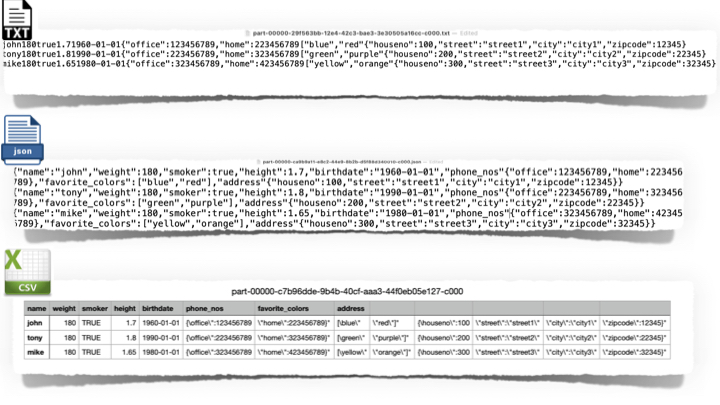 TXT
part-00000-29f563bb-12e4-42c3-bae3-3e30505a16cc-c000.txt — Edited
john180true1.71960-01-01{"office":123456789,"home":223456789["blue","red"{"houseno":100,"street":"street1","city":"city1","zipcode":12345}
tony180true1.81990-01-01{"office":223456789,"home":323456789["green","purple"{"houseno":200,"street":"street2","city":"city2","zipcode":22345}
mike180true1.651980-01-01{"office":323456789,"home":423456789["yellow","orange"{"houseno":300,"street":"street3","city":"city3","zipcode":32345}
json
— Edited
{"name":"john","weight":180,"smoker":true,"height":1.7,"birthdate":"1960-01-01","phone_nos"{"office":123456789,"home":223456
789},"favorite_colors":["blue","red"],"address"{"houseno":100,"street":"street1","city":"city1","zipcode":12345}}
{"name":"tony","weight":180,"smoker":true,"height":1.8,"birthdate":"1990-01-01","phone_nos"{"office":223456789,"home":323456
789},"favorite_colors":["green","purple"],"address"{"houseno":200,"street":"street2","city":"city2","zipcode":22345}}
{"name":"mike","weight":180,"smoker":true,"height":1.65,"birthdate":"1980-01-01","phone_nos"{"office":323456789,"home":42345
6789},"favorite_colors":["yellow","orange"],"address"{"houseno":300,"street":"street3","city":"city3","zipcode":32345}}
X
CSV
part-00000-c7b96dde-9b4b-40cf-aaa3-44f0eb05e127-c000
name weight smoker height birthdate phone_nos favorite_colors address
john 180 TRUE 1.7 1960-01-01 {\"office\":123456789 \"home\":223456789}" [\"blue\" \"red\"]" {\"houseno\":100 \"street\":\"street1\" \"city\":\"city1\" \"zipcode\":12345}"
tony 180 TRUE 1.8 1990-01-01 {\"office\":223456789 \"home\":323456789}" [\"green\" \"purple\"]" {\"houseno\":200 \"street\":\"street2\" \"city\":\"city2\" \"zipcode\":22345}"
mike 180 TRUE 1.65 1980-01-01 {\"office\":323456789 \"home\":423456789}" [\"yellow\" \"orange\"]" {\"houseno\":300 \"street\":\"street3\" \"city\":\"city3\" \"zipcode\":32345}"